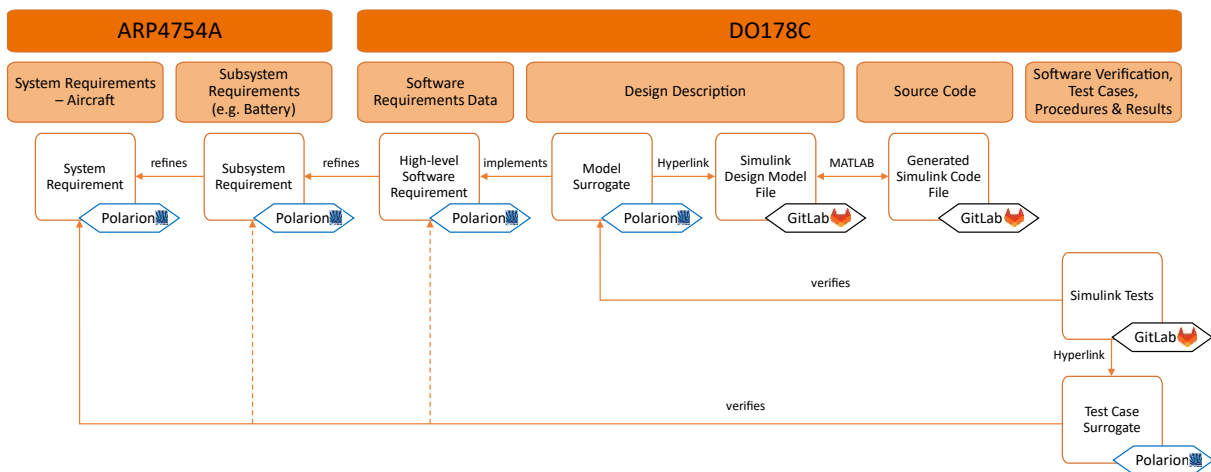 ARP4754A
DO178C
System Requirements
– Aircraft
Subsystem
Requirements
(e.g. Battery)
Software
Requirements Data
Design Description
Source Code
Software Verification,
Test Cases,
Procedures & Results
System
Requirement
Polarion
refines
Subsystem
Requirement
Polarion
refines
High-level
Software
Requirement
Polarion
implements
Model
Surrogate
Polarion
Hyperlink
Simulink
Design Model
File
GitLab
MATLAB
Generated
Simulink Code
File
GitLab
verifies
Simulink Tests
GitLab
Hyperlink
verifies
Test Case
Surrogate
Polarion